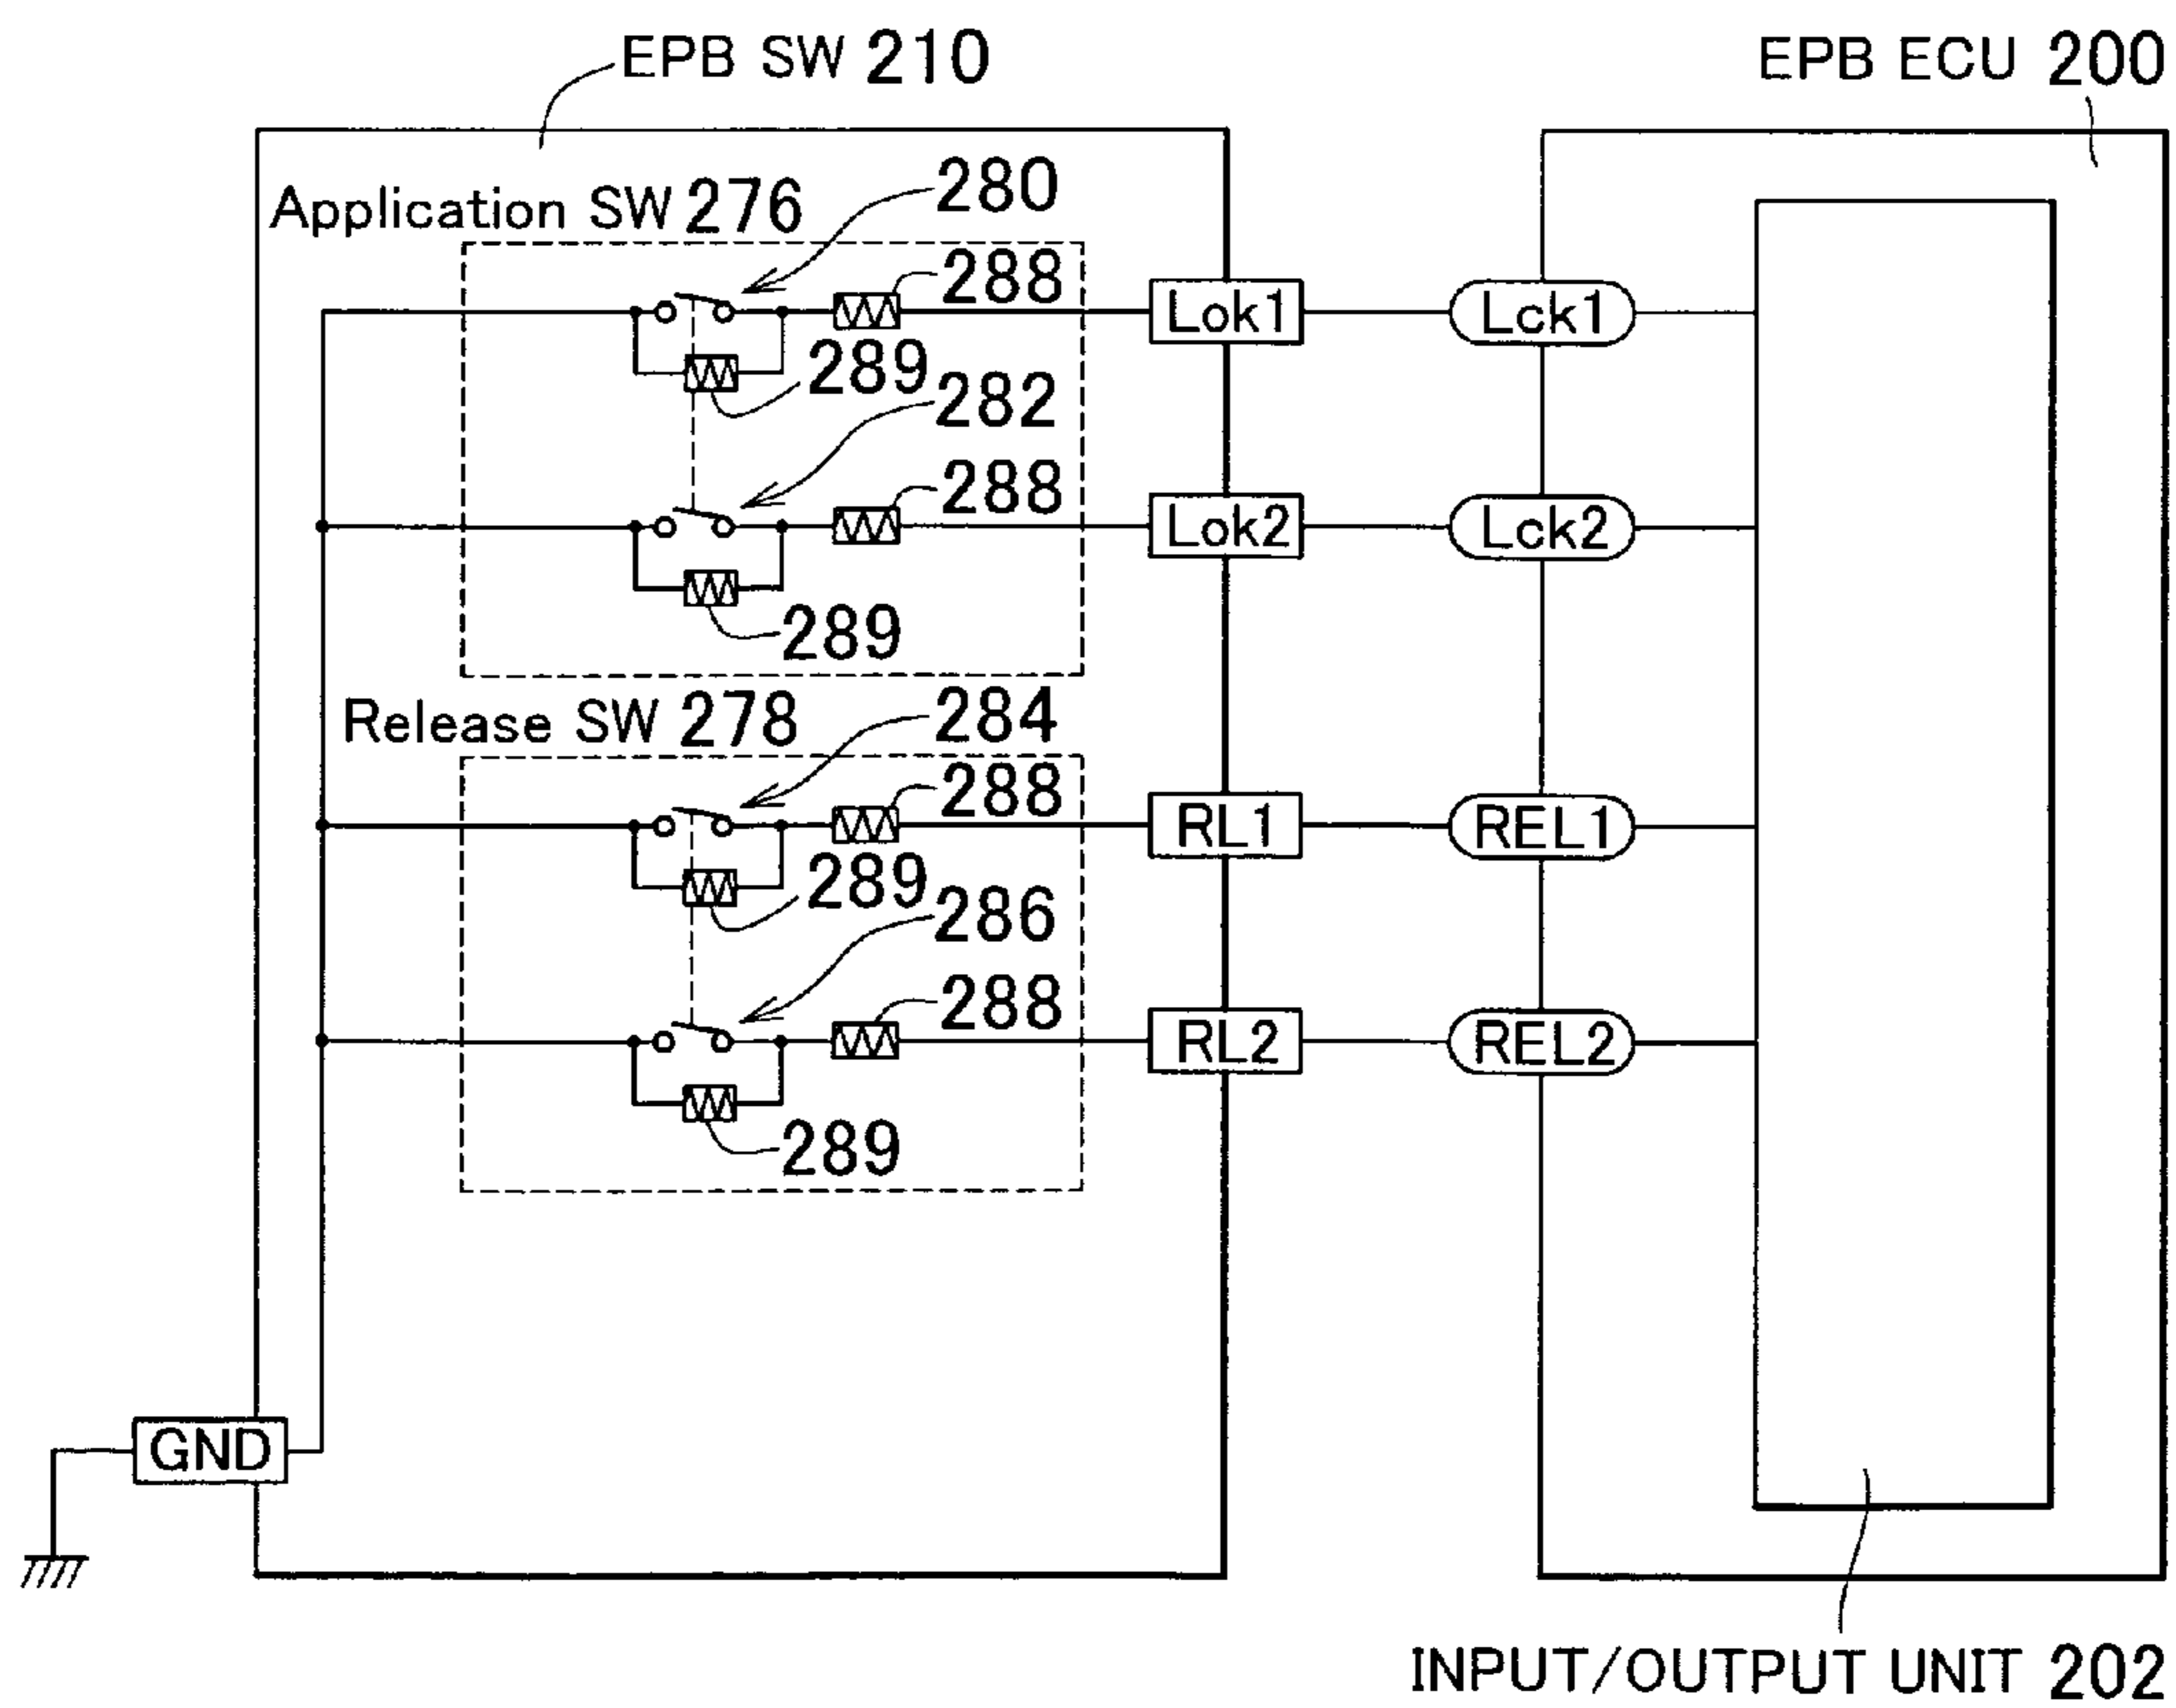 EPB SW 210
EPB ECU 200
Application SW 276
280
288
Lok1
Lck1
289
282
288
Lok2
Lck2
289
Release SW 278
284
288
RL1
REL1
289
286
288
RL2
REL2
289
GND
INPUT/OUTPUT UNIT 202